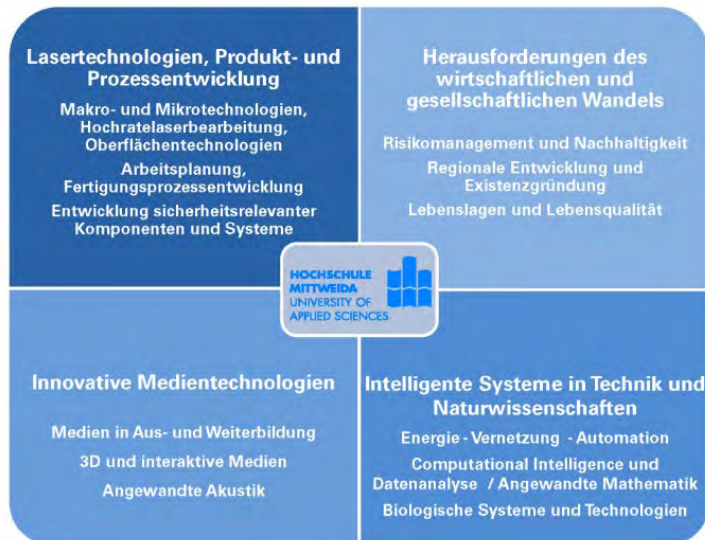 Lasertechnologien, Produkt- und
Prozessentwicklung
Makro- und Mikrotechnologien,
Hochratelaserbearbeitung,
Oberflächentechnologien
Arbeitsplanung,
Fertigungsprozessentwicklung
Entwicklung sicherheitsrelevanter
Komponenten und Systeme
Herausforderungen des
wirtschaftlichen und
gesellschaftlichen Wandels
Risikomanagement und Nachhaltigkeit
Regionale Entwicklung und
Existenzgründung
Lebenslagen und Lebensqualität
HOCHSCHULE
MITTWEIDA
UNIVERSITY OF
APPLIED SCIENCES
Innovative Medientechnologien
Medien in Aus- und Weiterbildung
3D und interaktive Medien
Angewandte Akustik
Intelligente Systeme in Technik und
Naturwissenschaften
Energie - Vernetzung - Automation
Computational Intelligence und
Datenanalyse / Angewandte Mathematik
Biologische Systeme und Technologien